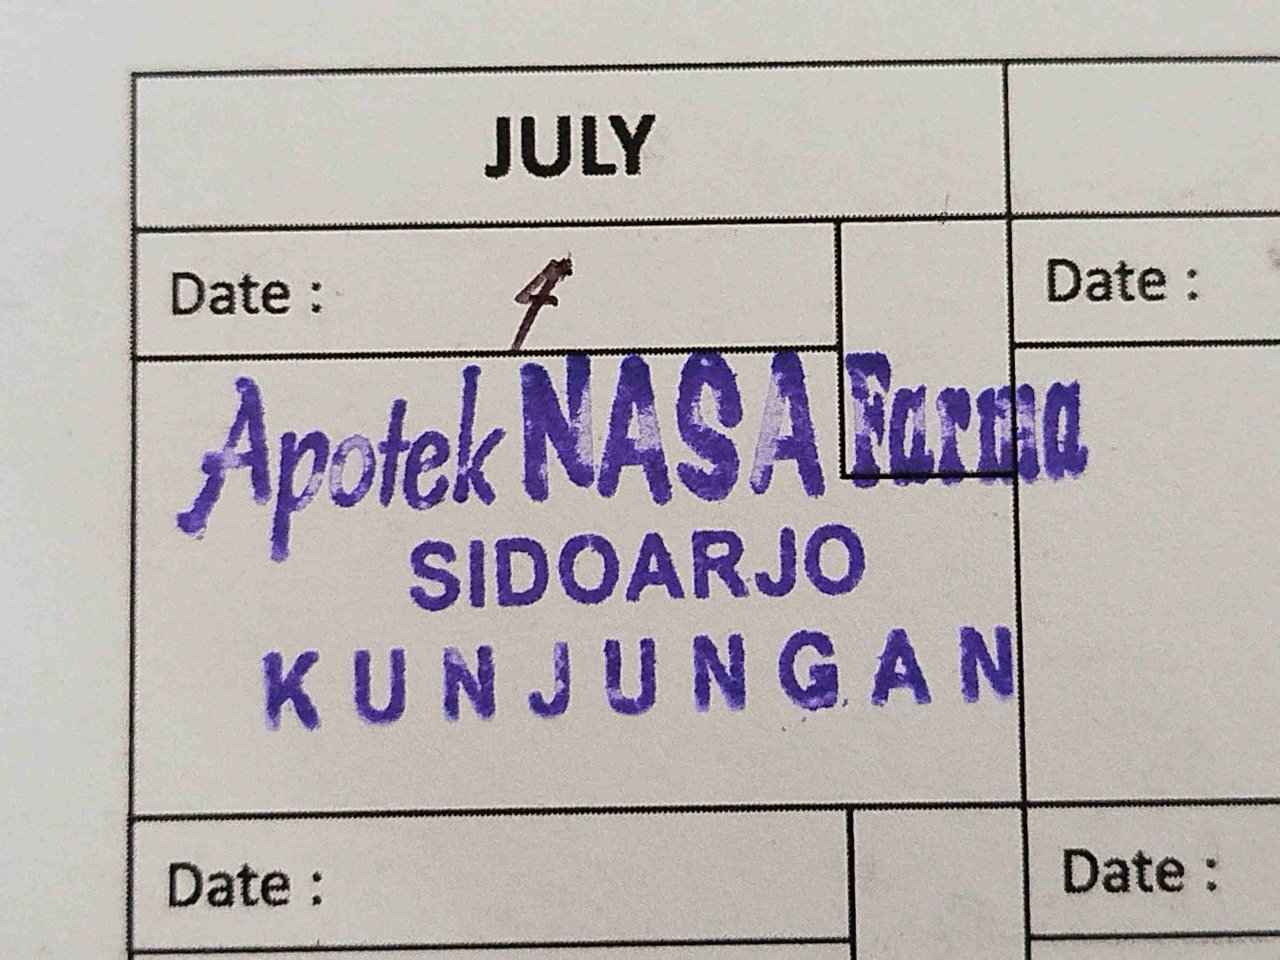 JULY
Date : 4
Date :
Apotek NASA Farma
SIDOARJO
KUNJUNGAN
Date :
Date :